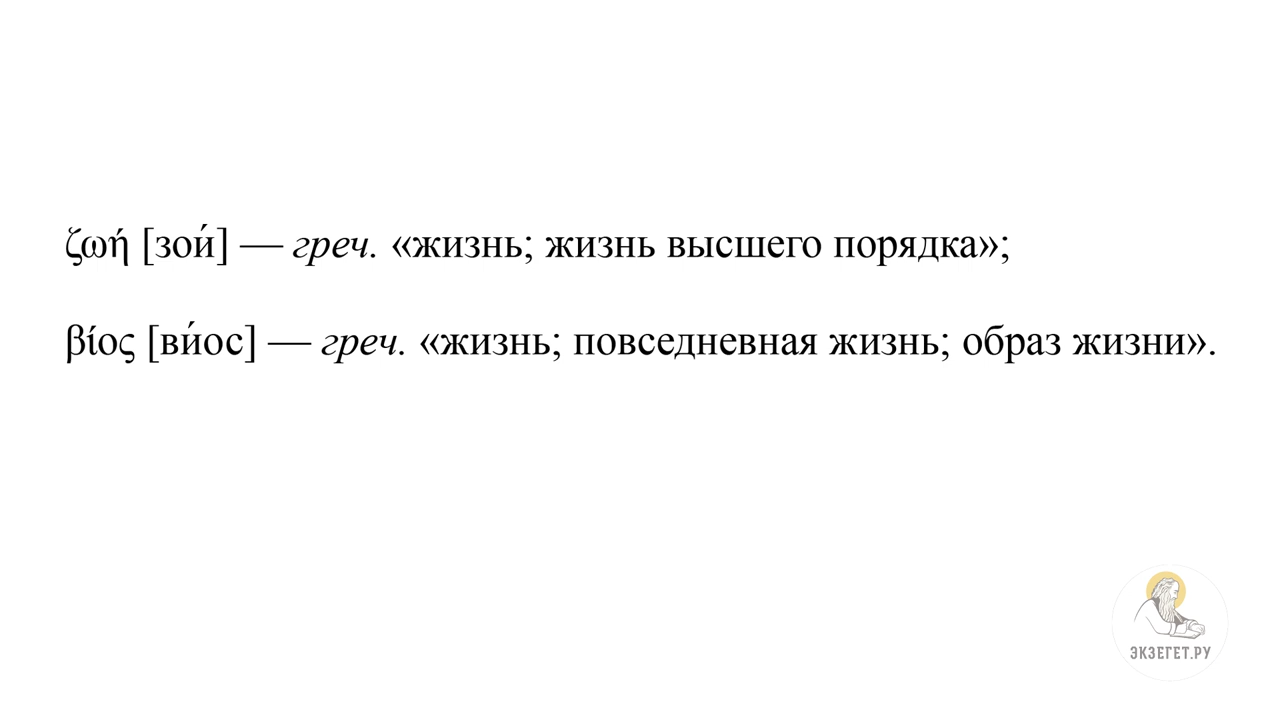 ζωή [зои́] — греч. «жизнь; жизнь высшего порядка»;
βίος [ви́ос] — греч. «жизнь; повседневная жизнь; образ жизни».
ЭКЗЕГЕТ.РУ